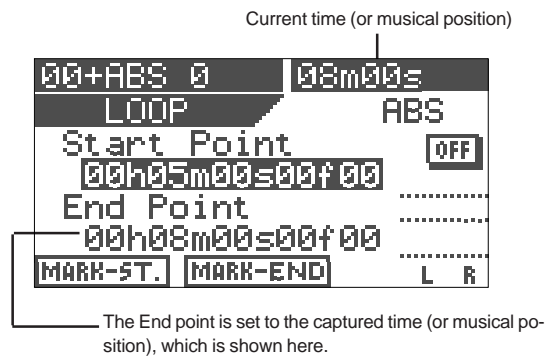 Current time (or musical position)
00+ABS 0 08m00s
LOOP ABS
Start Point
OFF
00h05m00s00f00
End Point
00h08m00s00f00
MARK-ST. MARK-END L R
The End point is set to the captured time (or musical po-
sition), which is shown here.